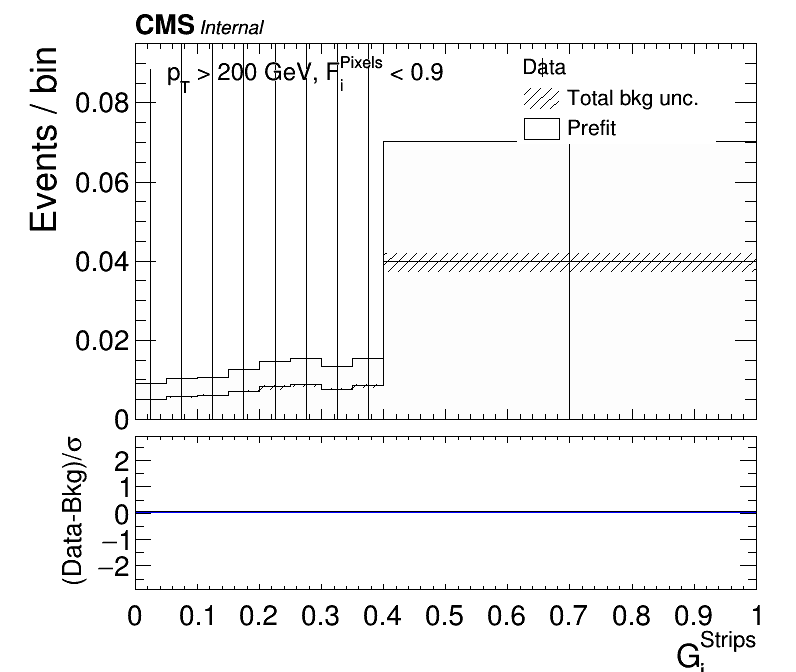 CMS Internal
p_T > 200 GeV, F_i^Pixels < 0.9
Data
Total bkg unc.
Prefit
Events / bin
0.08
0.06
0.04
0.02
0
(Data-Bkg)/σ
2
1
0
−1
−2
0 0.1 0.2 0.3 0.4 0.5 0.6 0.7 0.8 0.9 1
G_i^Strips